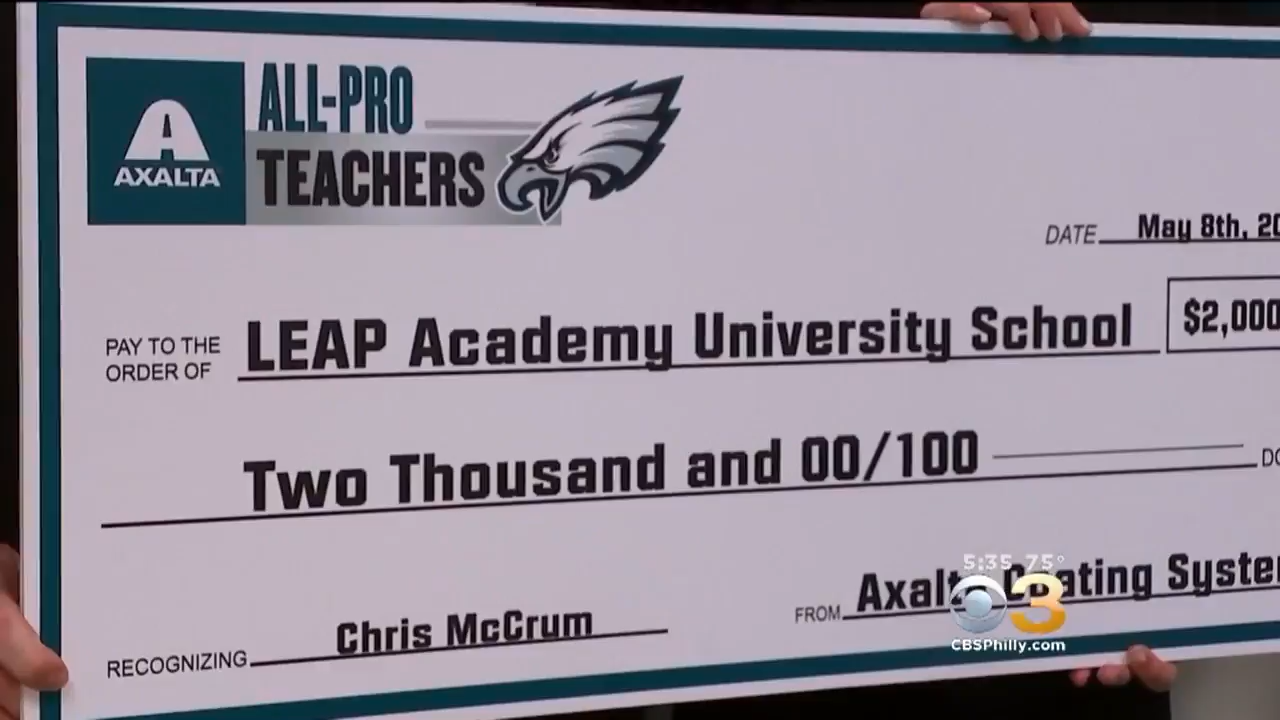 ALL-PRO
TEACHERS
AXALTA
DATE May 8th, 20
PAY TO THE
ORDER OF
LEAP Academy University School
$2,000
Two Thousand and 00/100
DO
5:35 75°
RECOGNIZING Chris McCrum
FROM Axalta Coating Syste
3
CBSPhilly.com